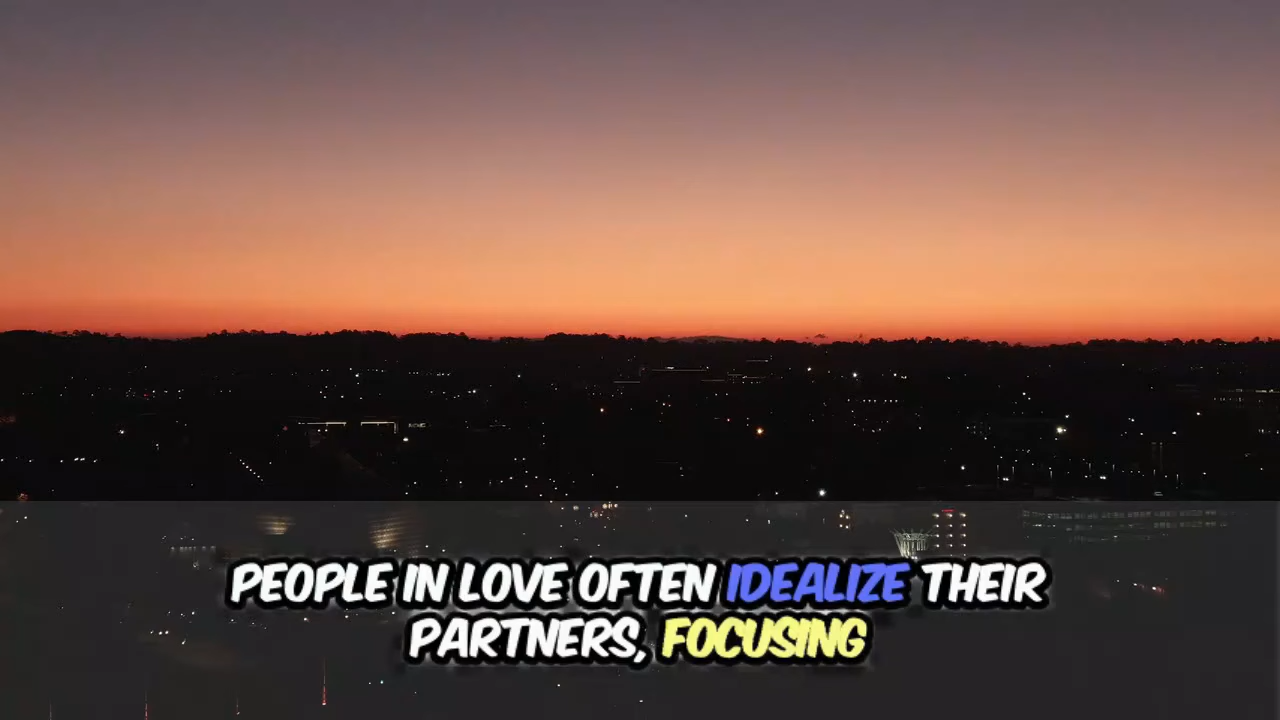 PEOPLE IN LOVE OFTEN IDEALIZE THEIR
PARTNERS, FOCUSING